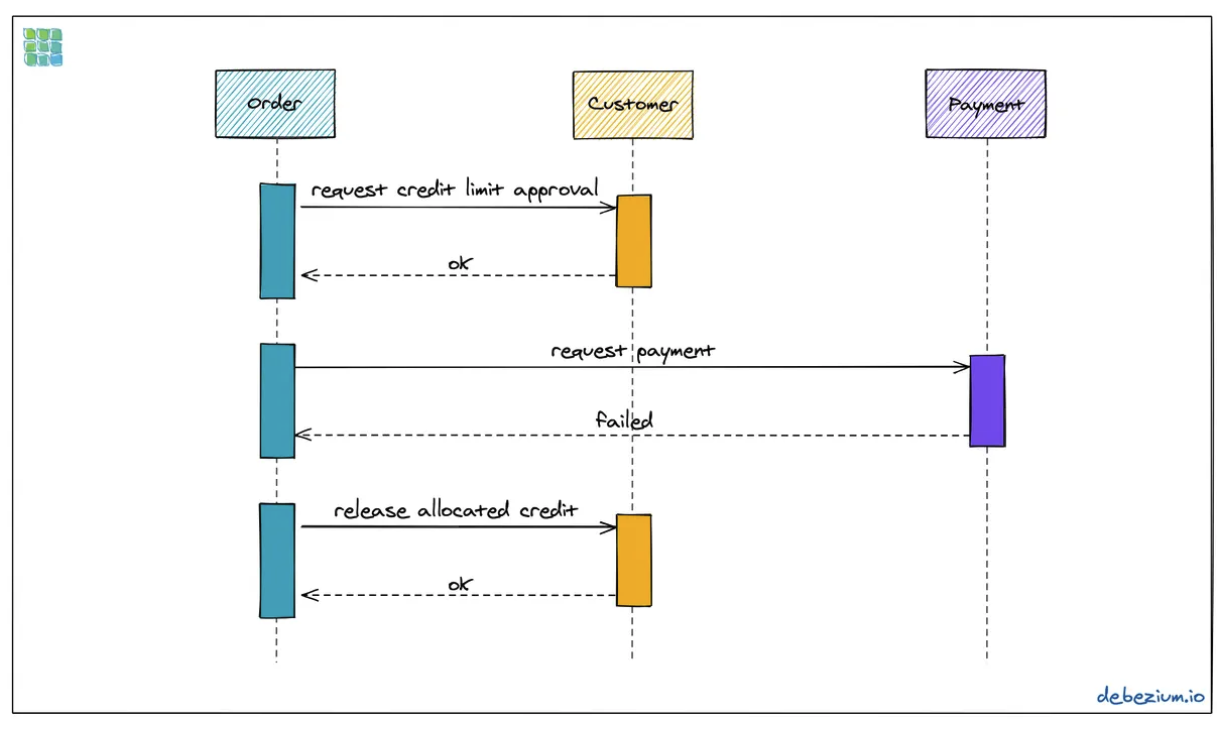 Order
Customer
Payment
request credit limit approval
ok
request payment
failed
release allocated credit
ok
debezium.io